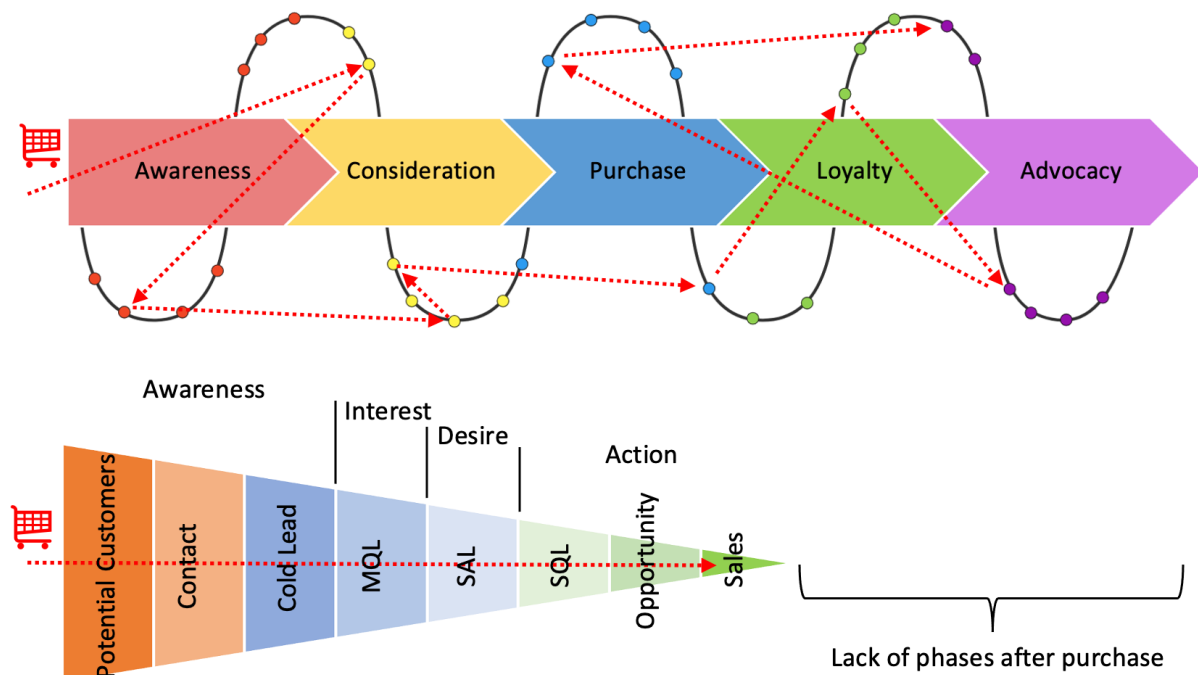 Awareness
Consideration
Purchase
Loyalty
Advocacy
Awareness
Interest
Desire
Action
Potential Customers
Contact
Cold Lead
MQL
SAL
SQL
Opportunity
Sales
Lack of phases after purchase